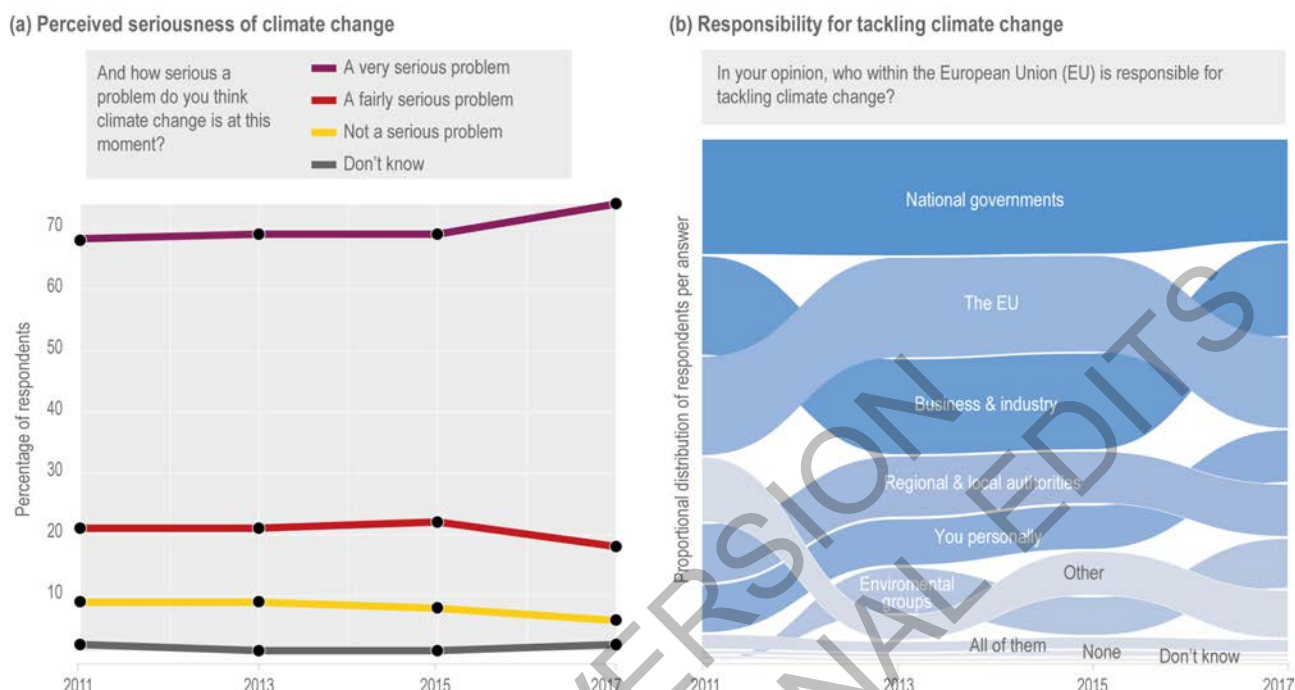 (a) Perceived seriousness of climate change
And how serious a
problem do you think
climate change is at this
moment?
A very serious problem
A fairly serious problem
Not a serious problem
Don't know
Percentage of respondents
70
60
50
40
30
20
10
2011
2013
2015
2017
(b) Responsibility for tackling climate change
In your opinion, who within the European Union (EU) is responsible for
tackling climate change?
Proportional distribution of respondents per answer
National governments
The EU
Business & industry
Regional & local authorities
You personally
Enviromental
groups
Other
All of them
None
Don't know
2011
2013
2015
2017
VERSION
NAL EDITS